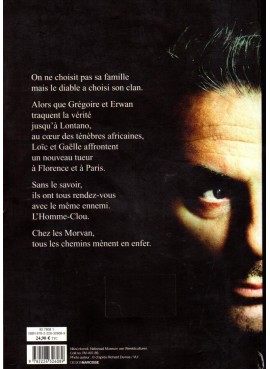 On ne choisit pas sa famille
mais le diable a choisi son clan.
Alors que Grégoire et Erwan
traquent la vérité
jusqu'à Lontano,
au cœur des ténèbres africaines,
Loïc et Gaëlle affrontent
un nouveau tueur
à Florence et à Paris.
Sans le savoir,
ils ont tous rendez-vous
avec le même ennemi.
L'Homme-Clou.
Chez les Morvan,
tous les chemins mènent en enfer.
24,90 €